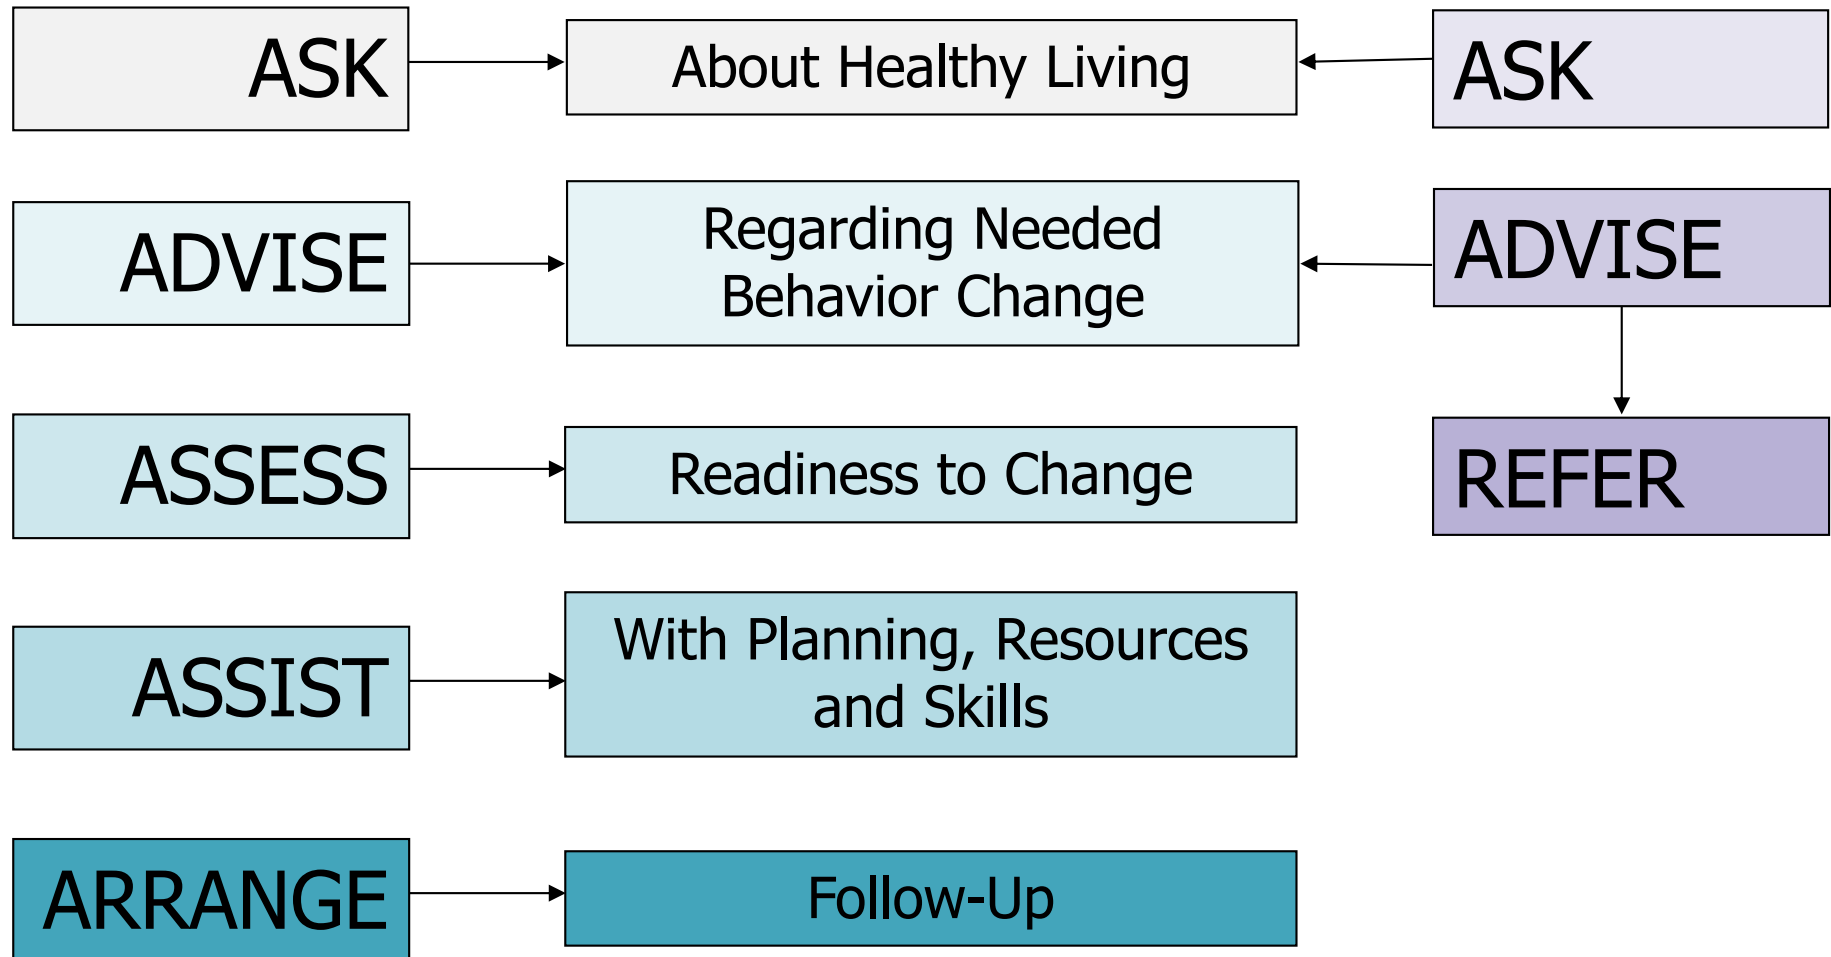 ASK
About Healthy Living
ASK
ADVISE
Regarding Needed
Behavior Change
ADVISE
ASSESS
Readiness to Change
REFER
ASSIST
With Planning, Resources
and Skills
ARRANGE
Follow-Up